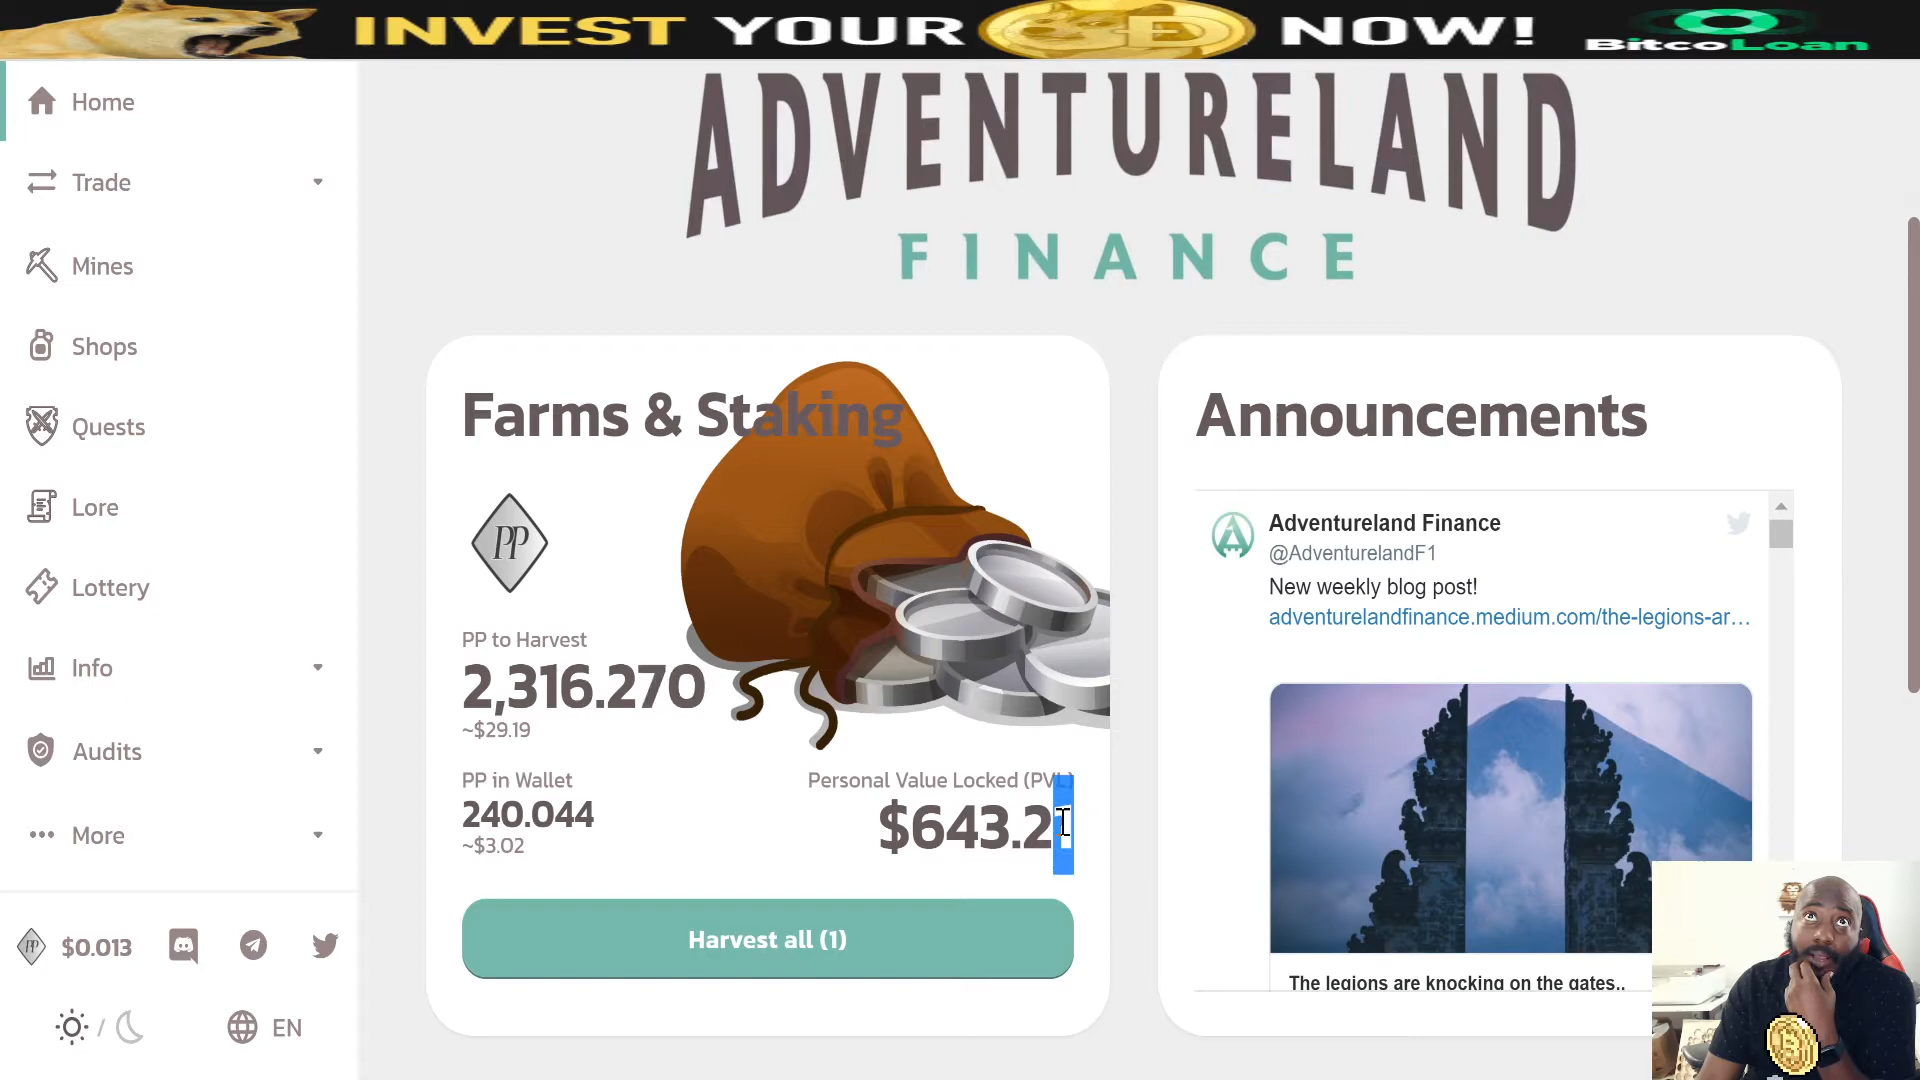 INVEST YOUR NOW!
BitcoLoan
ADVENTURELAND
FINANCE
Home
Trade
Mines
Shops
Quests
Lore
Lottery
Info
Audits
More
PP $0.013
EN
Farms & Staking
PP
PP to Harvest
2,316.270
~$29.19
PP in Wallet
240.044
~$3.02
Personal Value Locked (PVL)
$643.2
Harvest all (1)
Announcements
Adventureland Finance
@AdventurelandF1
New weekly blog post!
adventurelandfinance.medium.com/the-legions-ar…
The legions are knocking on the gates..